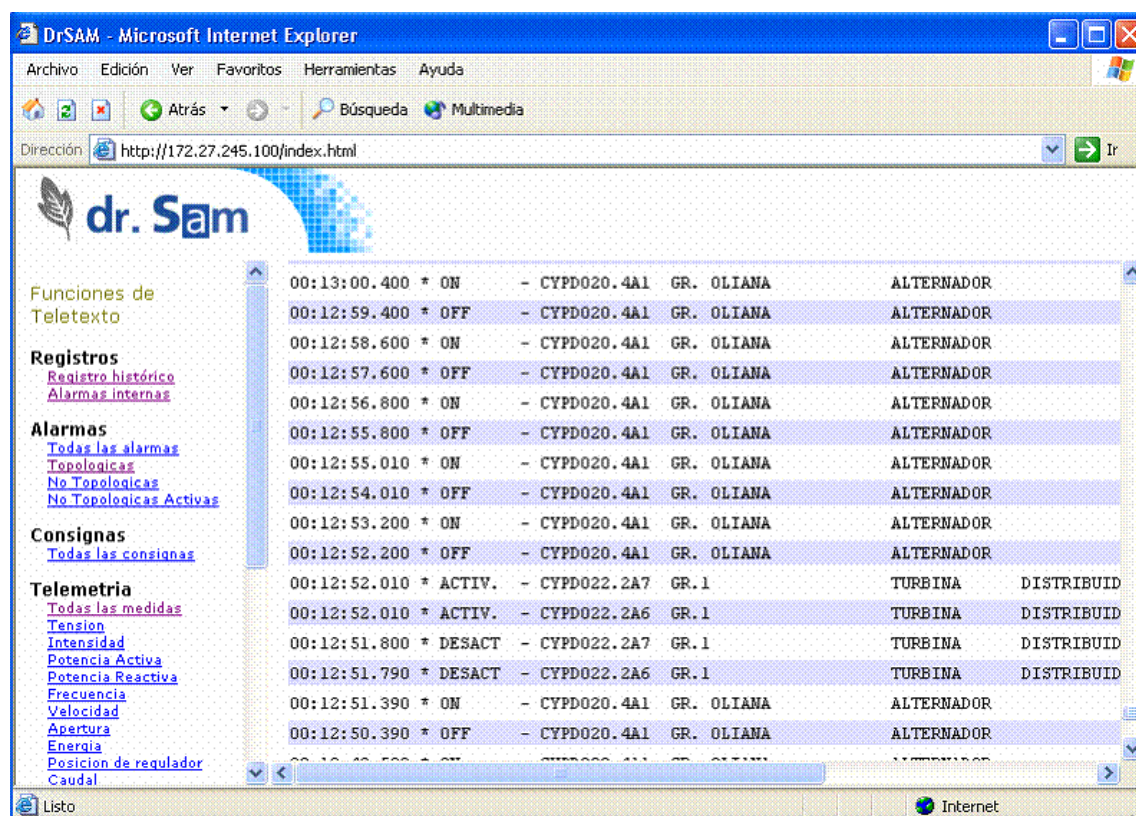 DrSAM - Microsoft Internet Explorer
Archivo Edición Ver Favoritos Herramientas Ayuda
Atrás Búsqueda Multimedia
Dirección http://172.27.245.100/index.html Ir
dr. Sam
Funciones de
Teletexto
Registros
Registro histórico
Alarmas internas
Alarmas
Todas las alarmas
Topologicas
No Topologicas
No Topologicas Activas
Consignas
Todas las consignas
Telemetria
Todas las medidas
Tension
Intensidad
Potencia Activa
Potencia Reactiva
Frecuencia
Velocidad
Apertura
Energia
Posicion de regulador
Caudal
00:13:00.400 * ON - CYPD020.4A1 GR. OLIANA ALTERNADOR
00:12:59.400 * OFF - CYPD020.4A1 GR. OLIANA ALTERNADOR
00:12:58.600 * ON - CYPD020.4A1 GR. OLIANA ALTERNADOR
00:12:57.600 * OFF - CYPD020.4A1 GR. OLIANA ALTERNADOR
00:12:56.800 * ON - CYPD020.4A1 GR. OLIANA ALTERNADOR
00:12:55.800 * OFF - CYPD020.4A1 GR. OLIANA ALTERNADOR
00:12:55.010 * ON - CYPD020.4A1 GR. OLIANA ALTERNADOR
00:12:54.010 * OFF - CYPD020.4A1 GR. OLIANA ALTERNADOR
00:12:53.200 * ON - CYPD020.4A1 GR. OLIANA ALTERNADOR
00:12:52.200 * OFF - CYPD020.4A1 GR. OLIANA ALTERNADOR
00:12:52.010 * ACTIV. - CYPD022.2A7 GR.1 TURBINA DISTRIBUID
00:12:52.010 * ACTIV. - CYPD022.2A6 GR.1 TURBINA DISTRIBUID
00:12:51.800 * DESACT - CYPD022.2A7 GR.1 TURBINA DISTRIBUID
00:12:51.790 * DESACT - CYPD022.2A6 GR.1 TURBINA DISTRIBUID
00:12:51.390 * ON - CYPD020.4A1 GR. OLIANA ALTERNADOR
00:12:50.390 * OFF - CYPD020.4A1 GR. OLIANA ALTERNADOR
Listo Internet